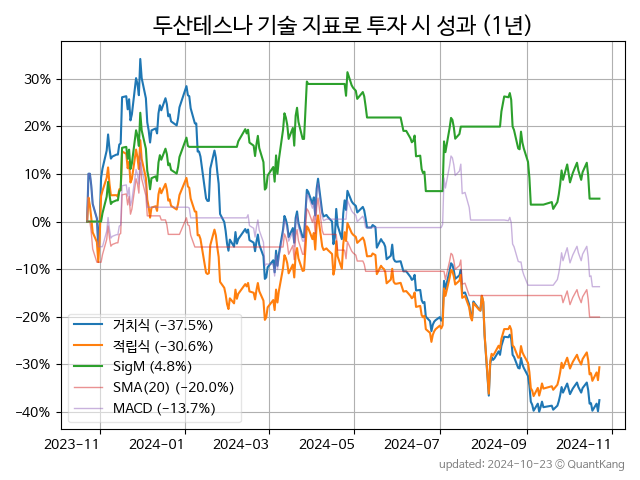 두산테스나 기술 지표로 투자 시 성과 (1년)
30%
20%
10%
0%
−10%
−20%
−30%
−40%
거치식 (−37.5%)
적립식 (−30.6%)
SigM (4.8%)
SMA(20) (−20.0%)
MACD (−13.7%)
2023−11 2024−01 2024−03 2024−05 2024−07 2024−09 2024−11
updated: 2024-10-23 © QuantKang